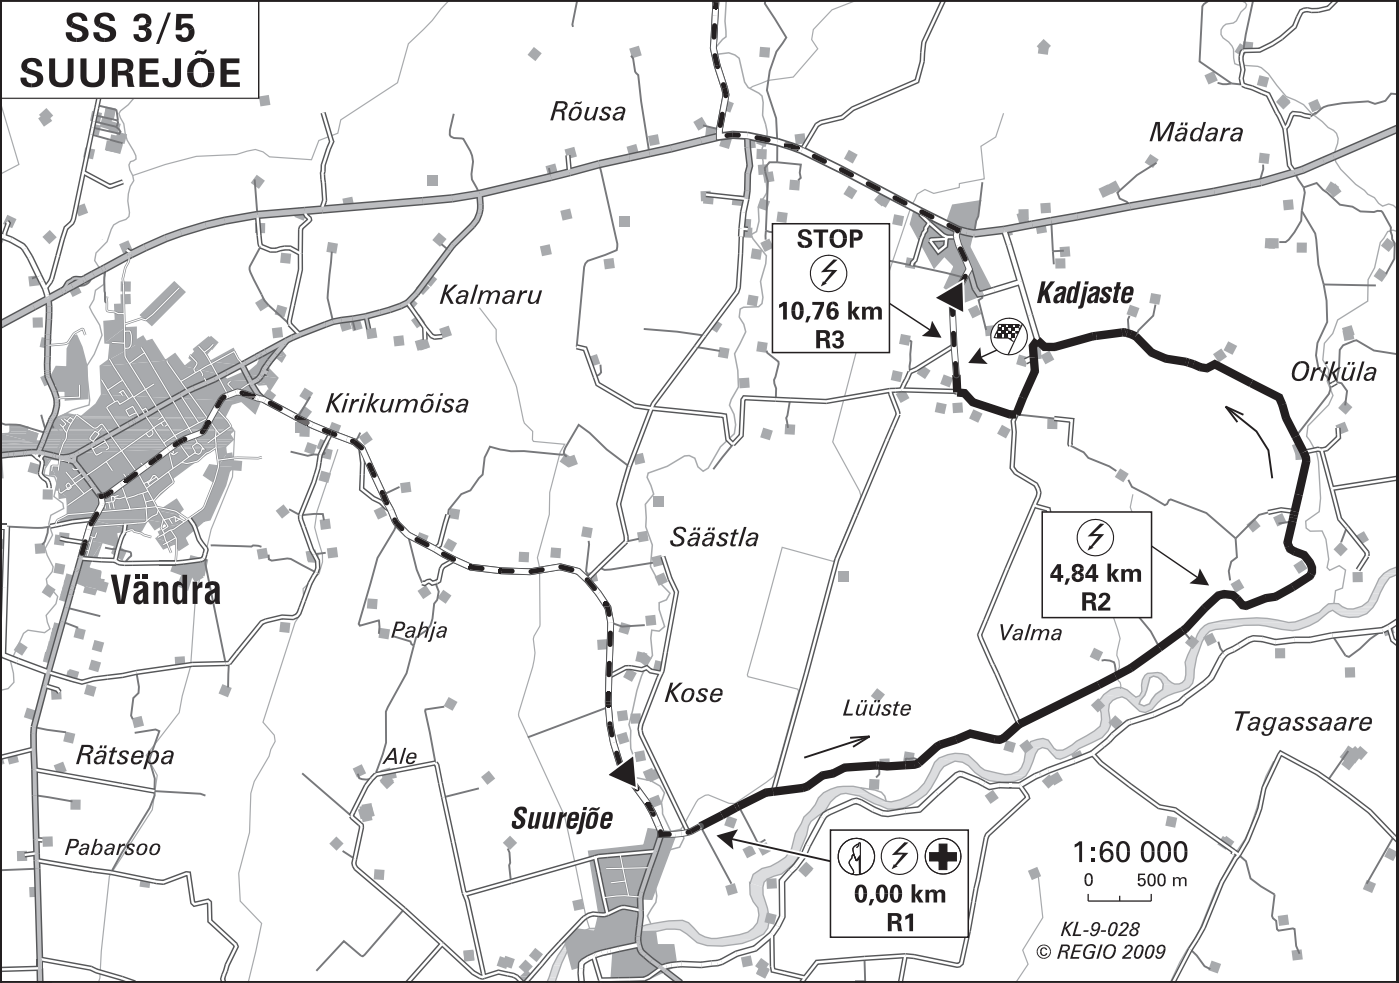 SS 3/5
SUUREJÕE
Rõusa
Mädara
STOP
10,76 km
R3
Kadjaste
Kalmaru
Oriküla
Kirikumõisa
Säästla
4,84 km
R2
Vändra
Pahja
Valma
Kose
Lüüste
Tagassaare
Rätsepa
Ale
Suurejõe
Pabarsoo
0,00 km
R1
1:60 000
0 500 m
KL-9-028
© REGIO 2009